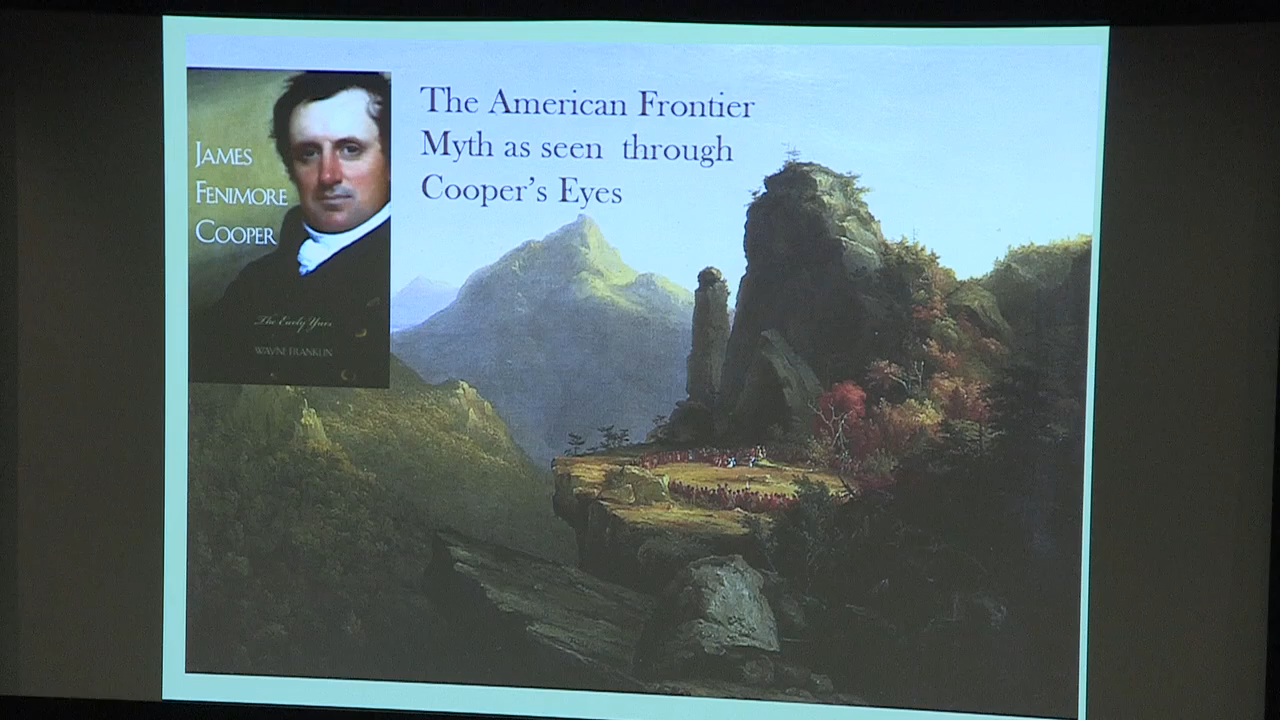 JAMES
FENIMORE
COOPER
The Early Years
WAYNE FRANKLIN
The American Frontier
Myth as seen through
Cooper's Eyes